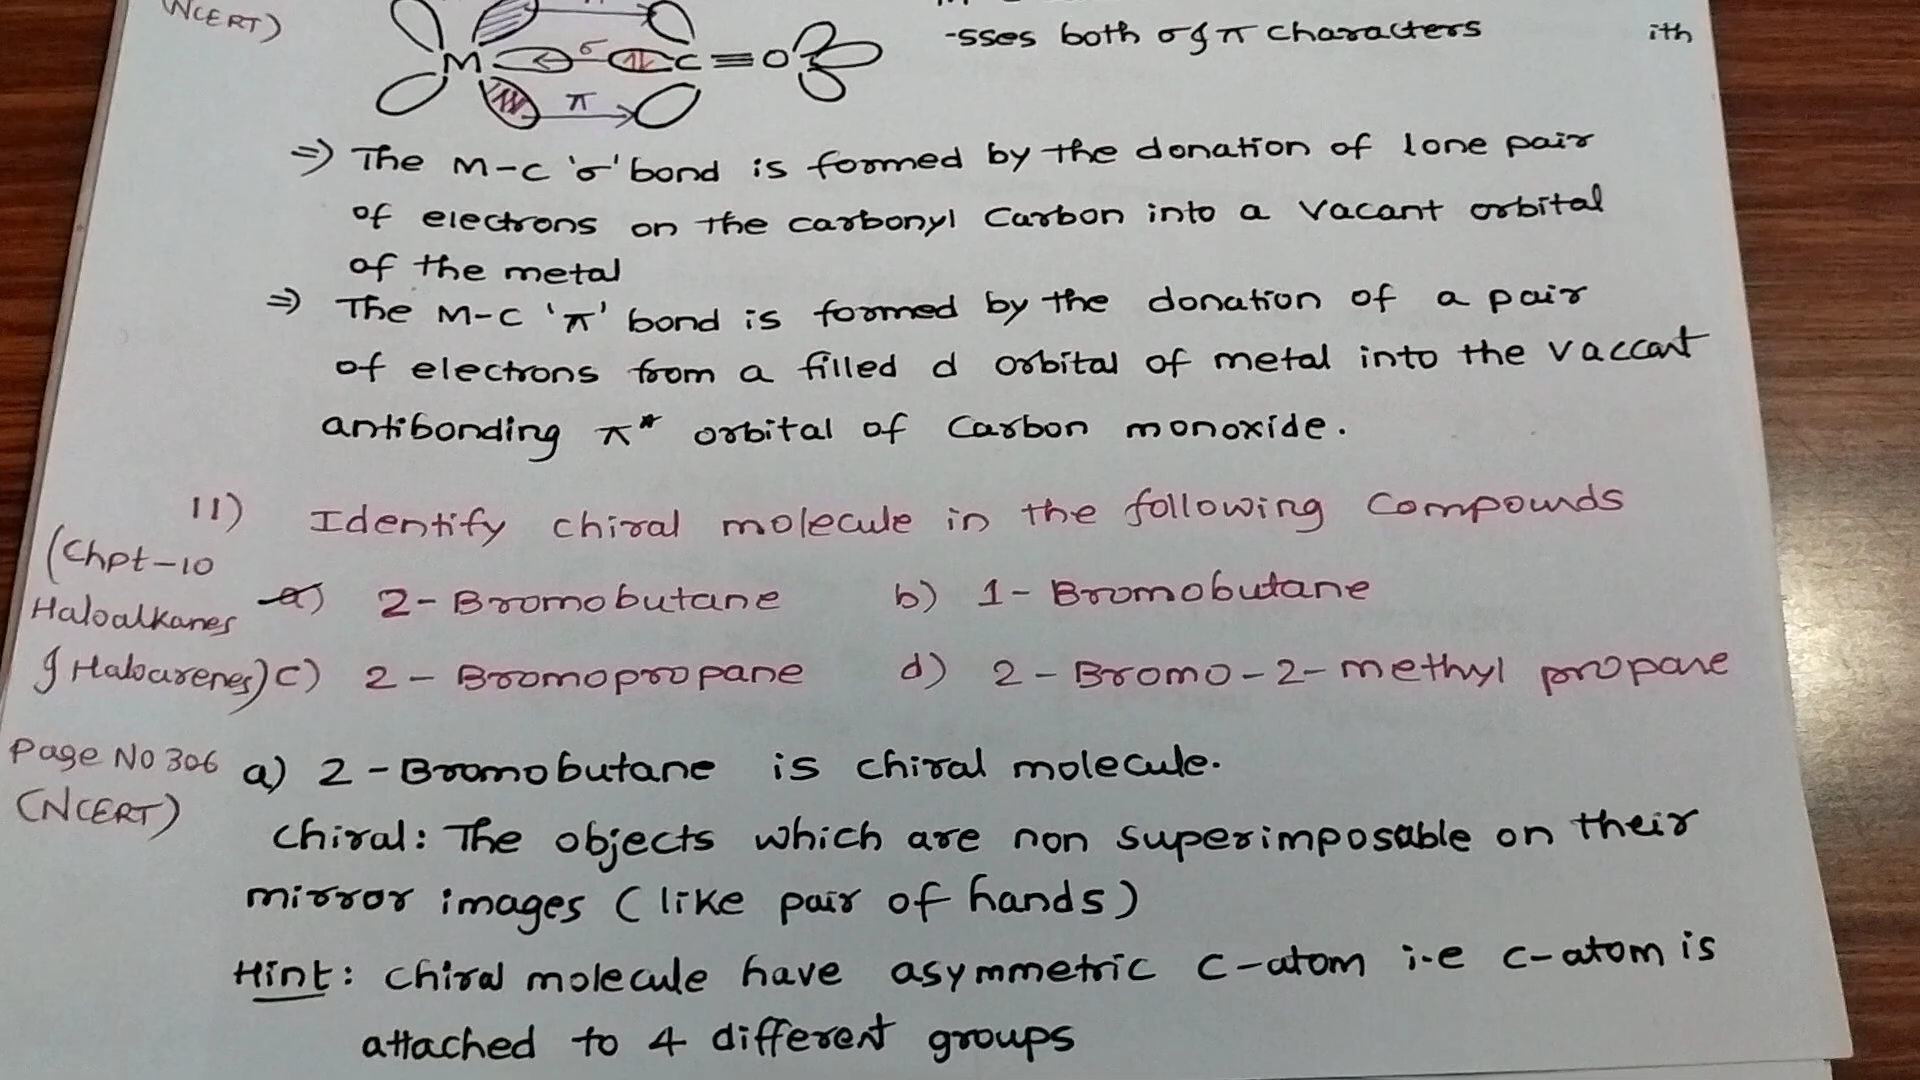 NCERT)
-sses both σ & π characters
ith
M σ C ≡ O
π
⇒ The M-C 'σ' bond is formed by the donation of lone pair
of electrons on the carbonyl Carbon into a vacant orbital
of the metal
⇒ The M-C 'π' bond is formed by the donation of a pair
of electrons from a filled d orbital of metal into the vaccant
antibonding π* orbital of Carbon monoxide.
11) Identify chiral molecule in the following Compounds
(Chpt-10
Haloalkanes
& Haloarenes)
a) 2-Bromobutane b) 1-Bromobutane
c) 2-Bromopropane d) 2-Bromo-2-methyl propane
Page No 306
(NCERT)
a) 2-Bromobutane is chiral molecule.
Chiral: The objects which are non superimposable on their
mirror images (like pair of hands)
Hint: Chiral molecule have asymmetric C-atom i-e C-atom is
attached to 4 different groups